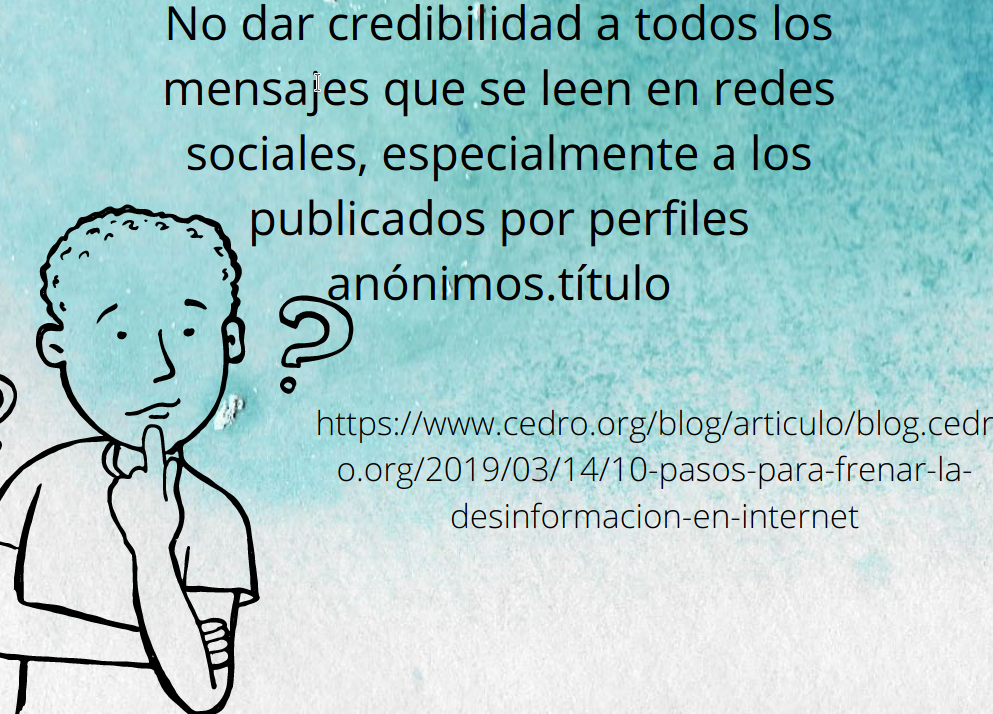 No dar credibilidad a todos los
mensajes que se leen en redes
sociales, especialmente a los
publicados por perfiles
anónimos.título
?
https://www.cedro.org/blog/articulo/blog.cedr
o.org/2019/03/14/10-pasos-para-frenar-la-
desinformacion-en-internet